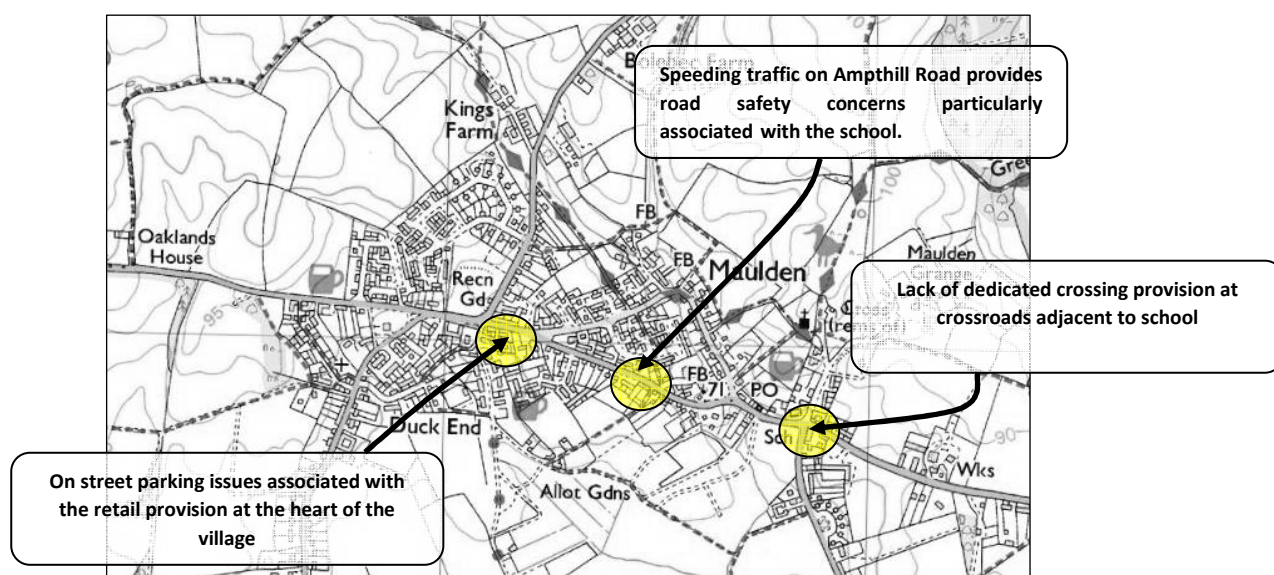 Speeding traffic on Ampthill Road provides
road safety concerns particularly
associated with the school.
Kings
Farm
100
Gree
FB
Oaklands
House
Maulden
Grange
FB
Maulden
Recn
Gd
Lack of dedicated crossing provision at
crossroads adjacent to school
95
FB
71
PO
Duck End
Sch
90
Wks
On street parking issues associated with
the retail provision at the heart of the
village
Allot Gdns